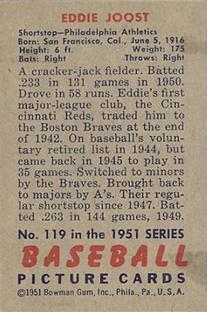 EDDIE JOOST
Shortstop—Philadelphia Athletics
Born: San Francisco, Cal., June 5, 1916
Height: 6 ft. Weight: 175
Bats: Right Throws: Right
A cracker-jack fielder. Batted
.233 in 131 games in 1950.
Drove in 58 runs. Eddie's first
major-league club, the Cin-
cinnati Reds, traded him to
the Boston Braves at the end
of 1942. On baseball's volun-
tary retired list in 1944, but
came back in 1945 to play in
35 games. Switched to minors
by the Braves. Brought back to
majors by A's. Their regu-
lar shortstop since 1947. Bat-
ted .263 in 144 games, 1949.
No. 119 in the 1951 SERIES
BASEBALL
PICTURE CARDS
©1951 Bowman Gum, Inc., Phila., Pa., U. S. A.